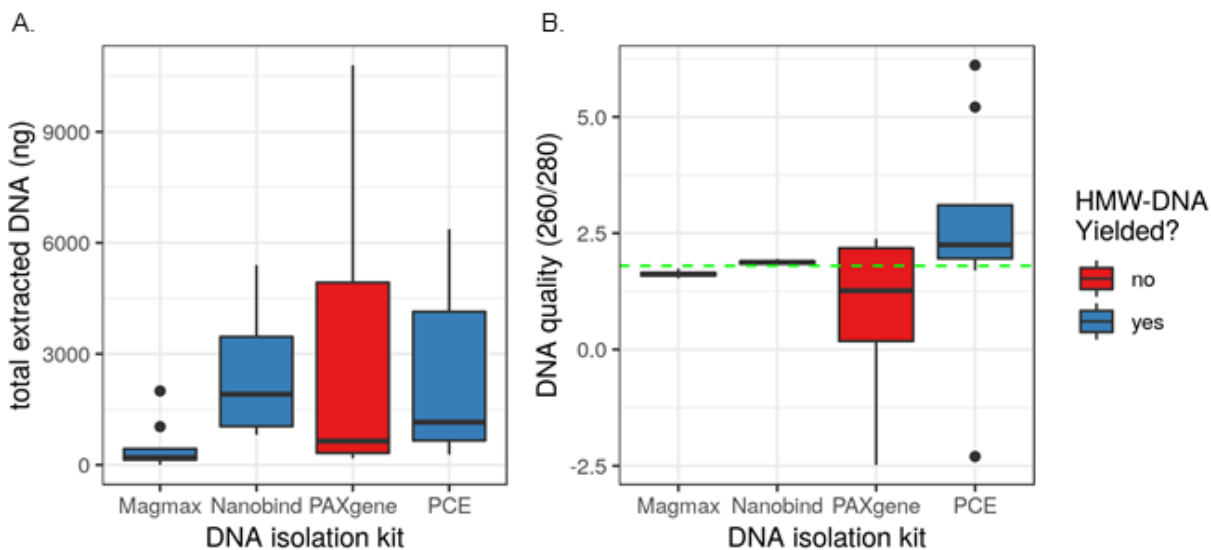 A.
total extracted DNA (ng)
9000
6000
3000
0
Magmax Nanobind PAXgene PCE
DNA isolation kit
B.
DNA quality (260/280)
5.0
2.5
0.0
-2.5
Magmax Nanobind PAXgene PCE
DNA isolation kit
HMW-DNA
Yielded?
no
yes